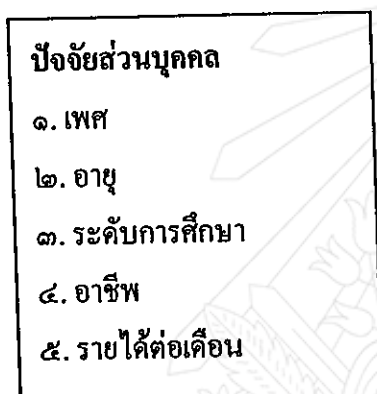 ปัจจัยส่วนบุคคล
๑. เพศ
๒. อายุ
๓. ระดับการศึกษา
๔. อาชีพ
๕. รายได้ต่อเดือน